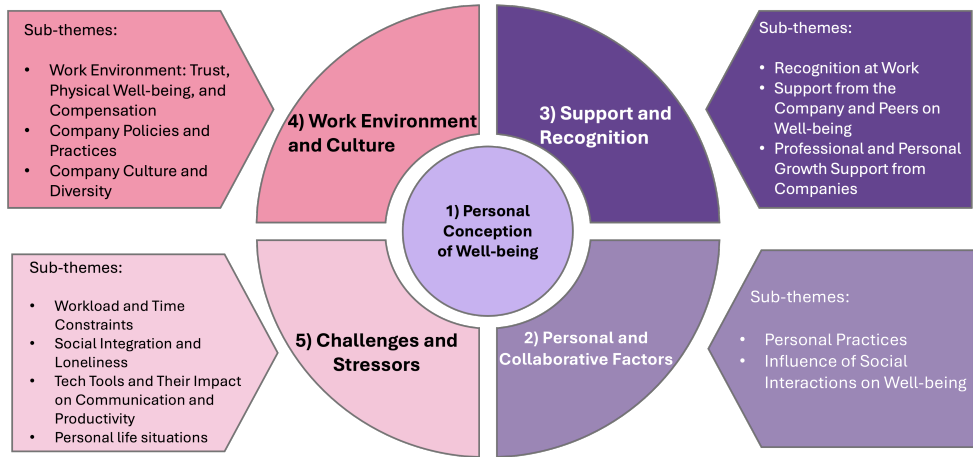 Sub-themes:
• Work Environment: Trust,
Physical Well-being, and
Compensation
• Company Policies and
Practices
• Company Culture and
Diversity
4) Work Environment
and Culture
3) Support and
Recognition
Sub-themes:
• Recognition at Work
• Support from the
Company and Peers on
Well-being
• Professional and Personal
Growth Support from
Companies
1) Personal
Conception
of Well-being
Sub-themes:
• Workload and Time
Constraints
• Social Integration and
Loneliness
• Tech Tools and Their Impact
on Communication and
Productivity
• Personal life situations
5) Challenges and
Stressors
2) Personal and
Collaborative Factors
Sub-themes:
• Personal Practices
• Influence of Social
Interactions on Well-being